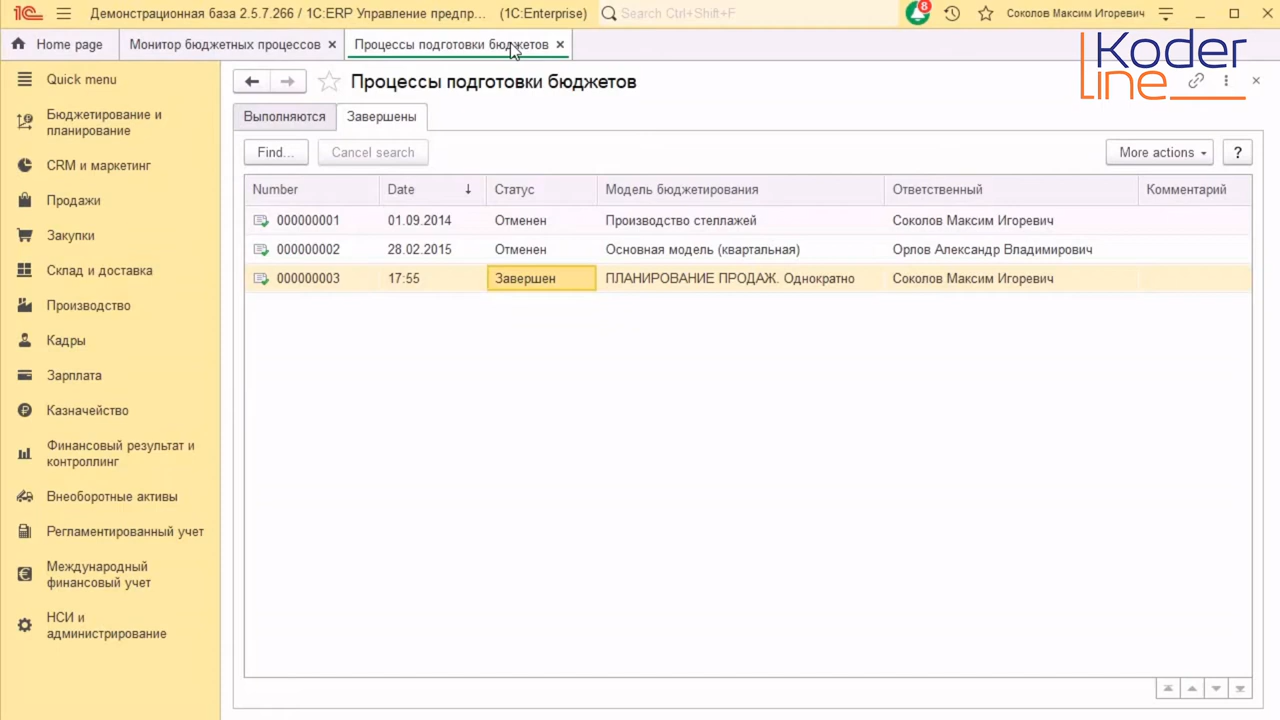 1С Демонстрационная база 2.5.7.266 / 1C:ERP Управление предпр... (1C:Enterprise) Search Ctrl+Shift+F 8 Соколов Максим Игоревич
Home page Монитор бюджетных процессов × Процессы подготовки бюджетов ×
Koder
line
Quick menu
Бюджетирование и
планирование
CRM и маркетинг
Продажи
Закупки
Склад и доставка
Производство
Кадры
Зарплата
Казначейство
Финансовый результат и
контроллинг
Внеоборотные активы
Регламентированный учет
Международный
финансовый учет
НСИ и
администрирование
Процессы подготовки бюджетов
Выполняются Завершены
Find... Cancel search More actions ?
Number Date ↓ Статус Модель бюджетирования Ответственный Комментарий
000000001 01.09.2014 Отменен Производство стеллажей Соколов Максим Игоревич
000000002 28.02.2015 Отменен Основная модель (квартальная) Орлов Александр Владимирович
000000003 17:55 Завершен ПЛАНИРОВАНИЕ ПРОДАЖ. Однократно Соколов Максим Игоревич